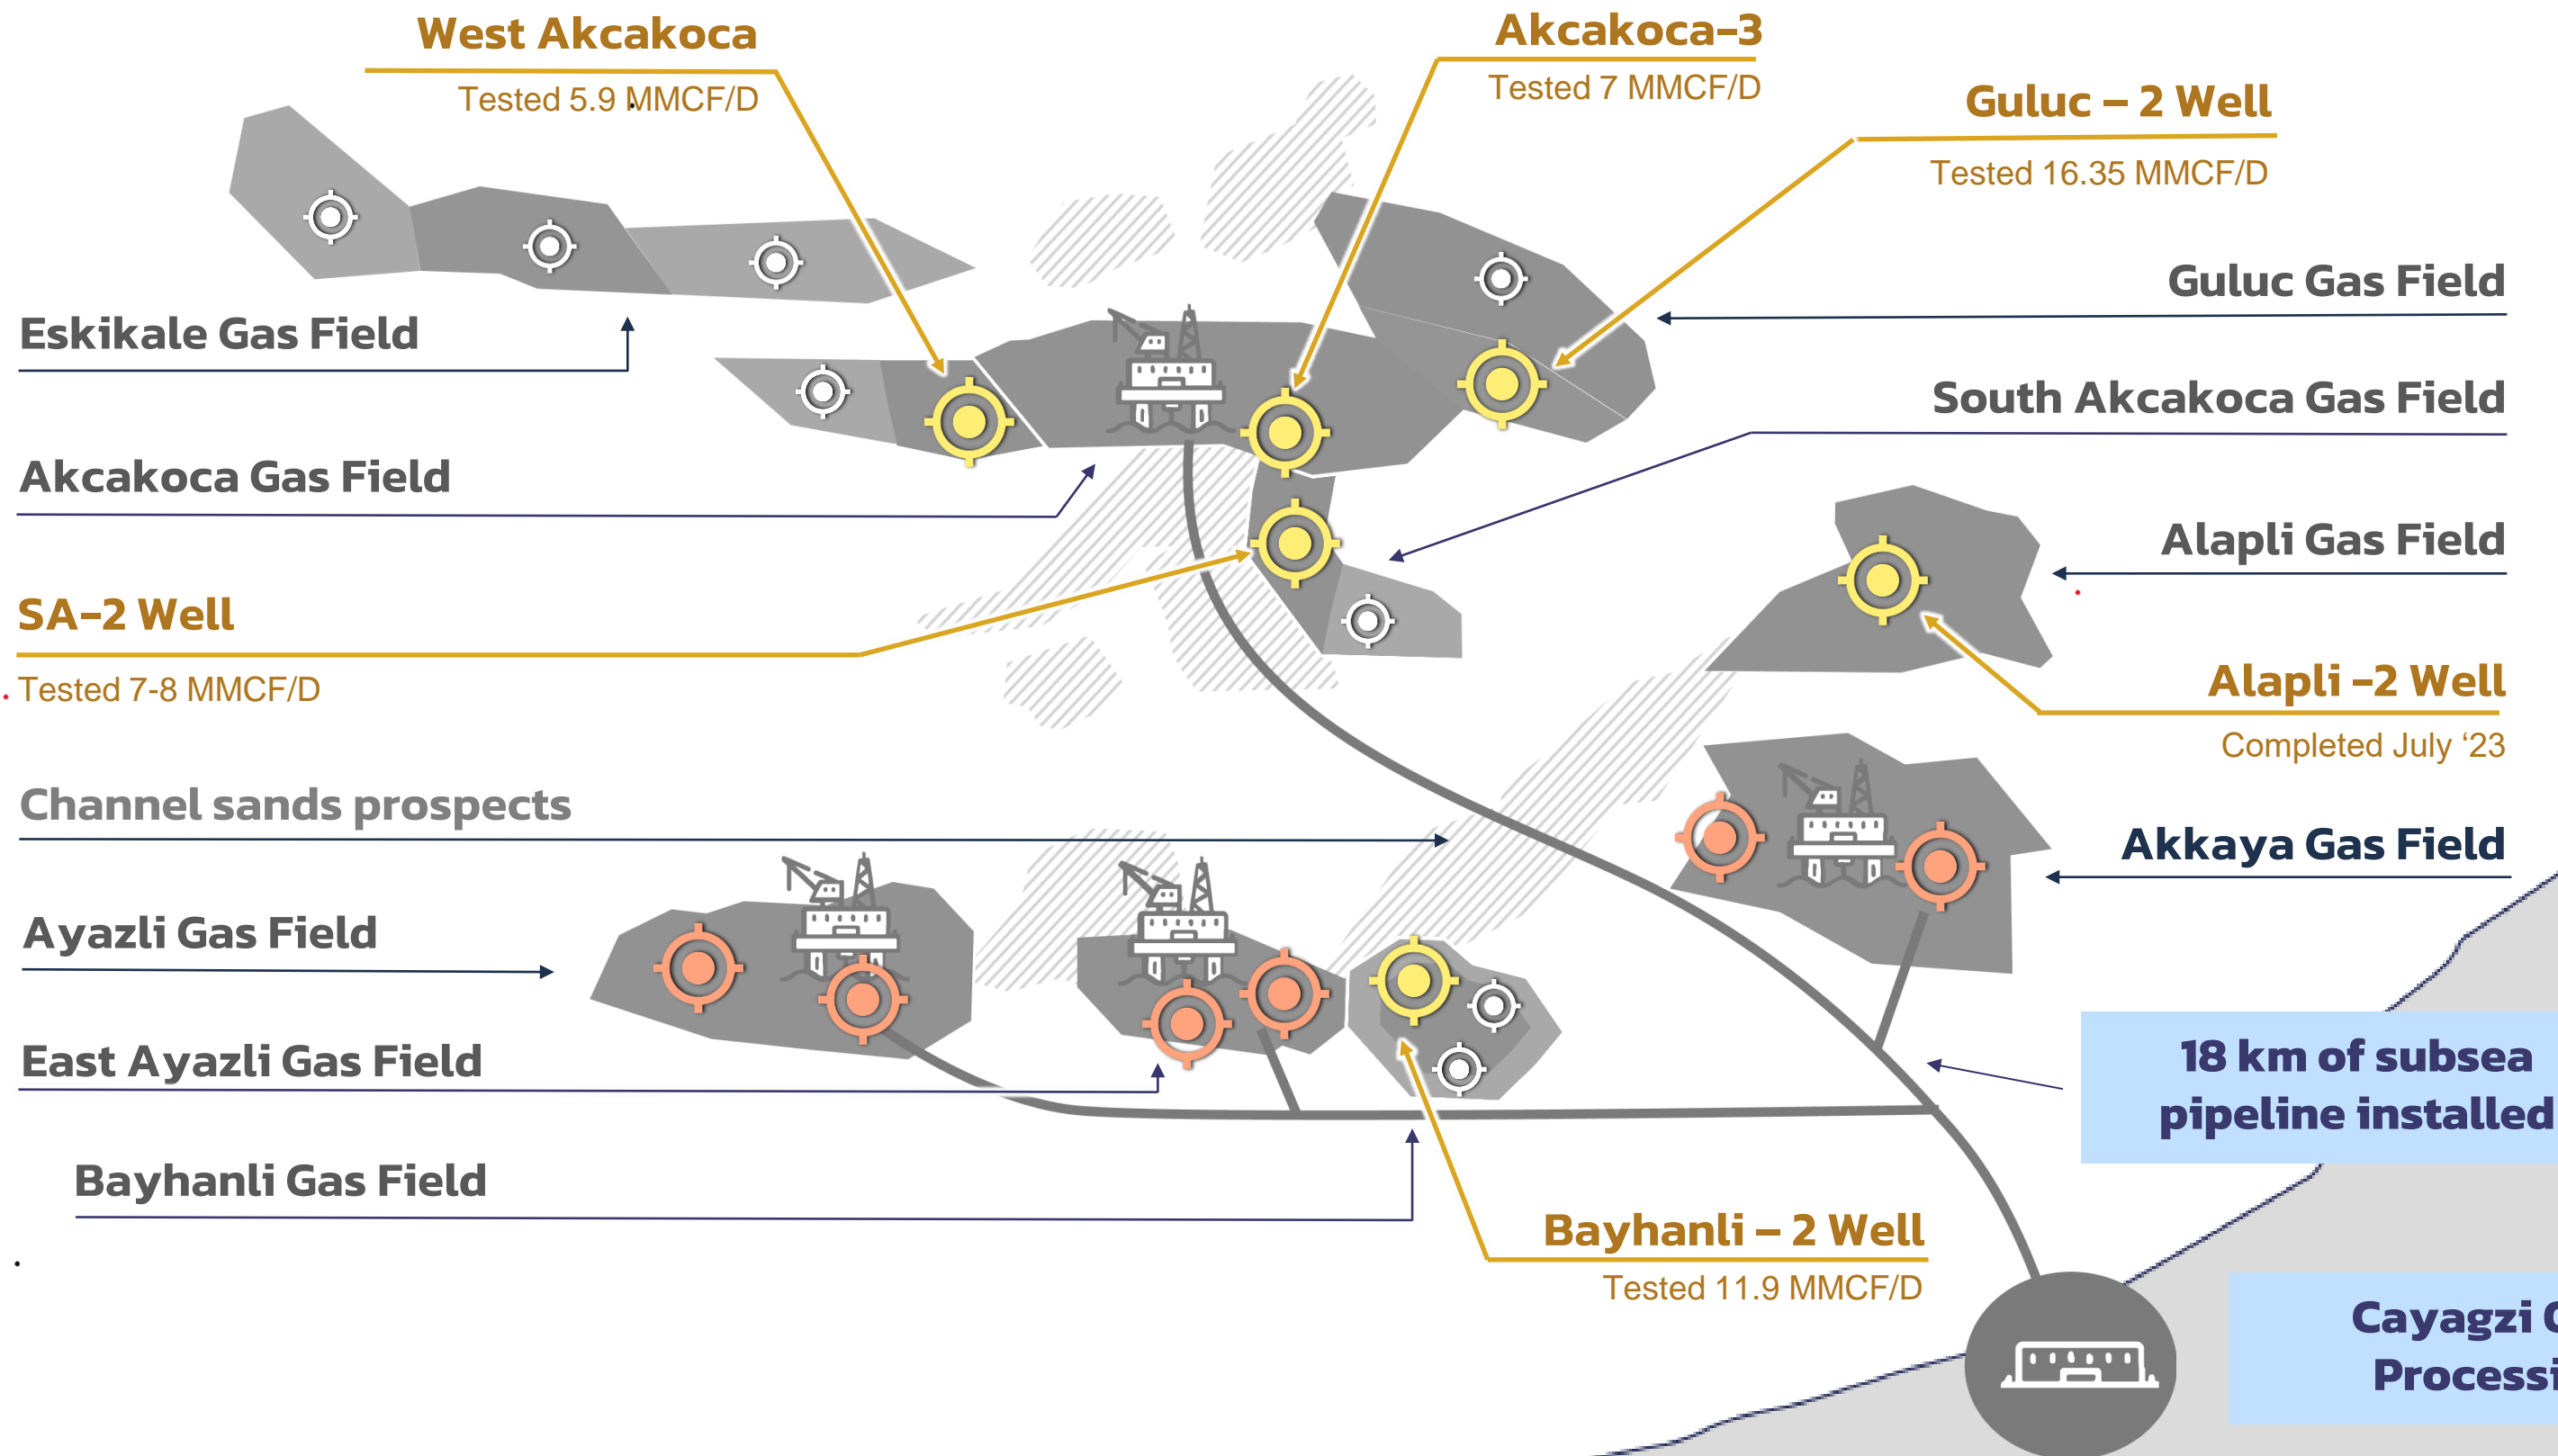 West Akcakoca
Tested 5.9 MMCF/D
Akcakoca-3
Tested 7 MMCF/D
Guluc – 2 Well
Tested 16.35 MMCF/D
Guluc Gas Field
Eskikale Gas Field
South Akcakoca Gas Field
Akcakoca Gas Field
Alapli Gas Field
SA-2 Well
Tested 7-8 MMCF/D
Alapli -2 Well
Completed July ‘23
Channel sands prospects
Akkaya Gas Field
Ayazli Gas Field
East Ayazli Gas Field
18 km of subsea
pipeline installed
Bayhanli Gas Field
Bayhanli – 2 Well
Tested 11.9 MMCF/D
Cayagzi